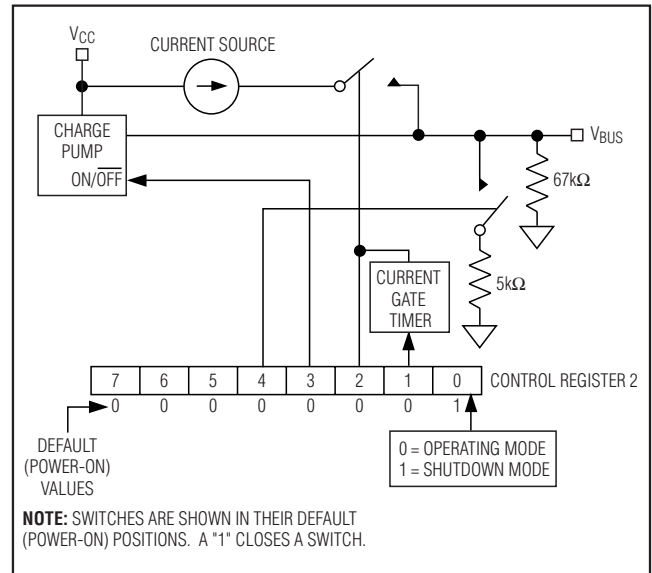 VCC
CURRENT SOURCE
CHARGE
PUMP
ON/OFF
VBUS
67kΩ
5kΩ
CURRENT
GATE
TIMER
7 6 5 4 3 2 1 0
CONTROL REGISTER 2
0 0 0 0 0 0 0 1
DEFAULT
(POWER-ON)
VALUES
0 = OPERATING MODE
1 = SHUTDOWN MODE
NOTE: SWITCHES ARE SHOWN IN THEIR DEFAULT
(POWER-ON) POSITIONS. A "1" CLOSES A SWITCH.